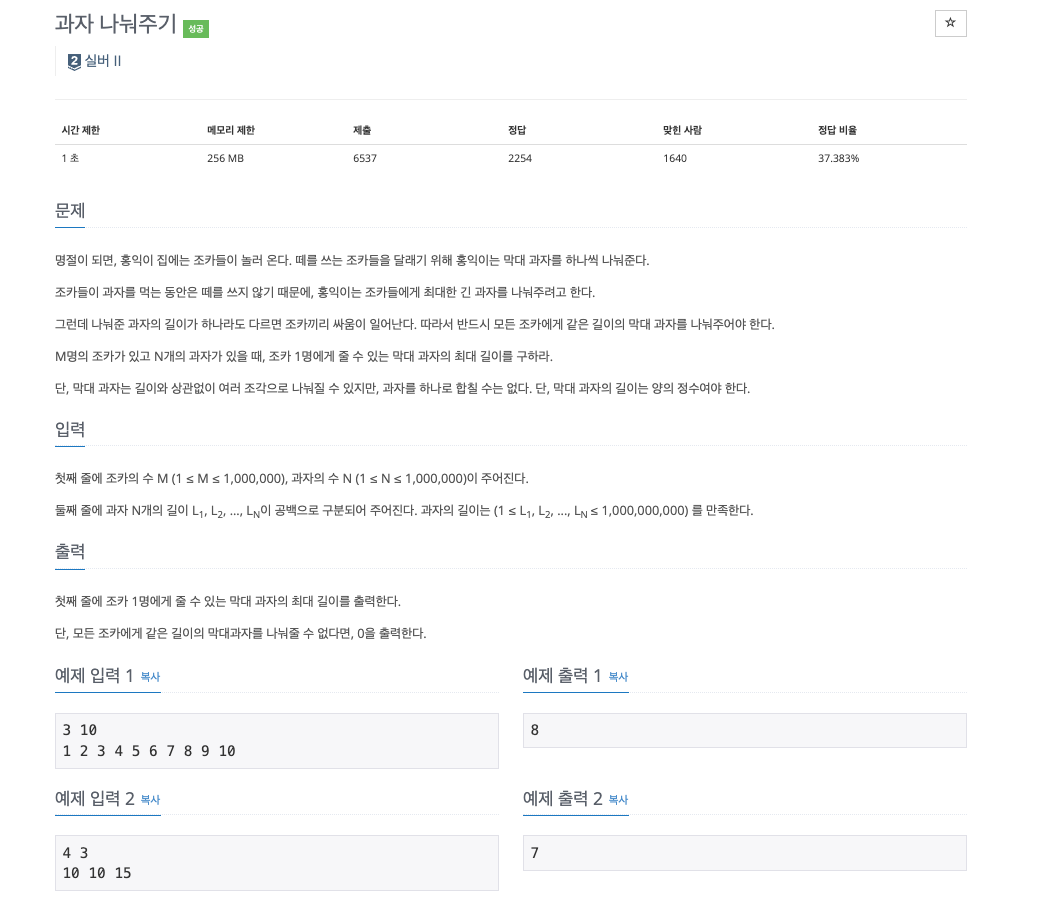 과자 나눠주기 성공
☆
2 실버 II
시간 제한 메모리 제한 제출 정답 맞힌 사람 정답 비율
1 초 256 MB 6537 2254 1640 37.383%
문제
명절이 되면, 홍익이 집에는 조카들이 놀러 온다. 떼를 쓰는 조카들을 달래기 위해 홍익이는 막대 과자를 하나씩 나눠준다.
조카들이 과자를 먹는 동안은 떼를 쓰지 않기 때문에, 홍익이는 조카들에게 최대한 긴 과자를 나눠주려고 한다.
그런데 나눠준 과자의 길이가 하나라도 다르면 조카끼리 싸움이 일어난다. 따라서 반드시 모든 조카에게 같은 길이의 막대 과자를 나눠주어야 한다.
M명의 조카가 있고 N개의 과자가 있을 때, 조카 1명에게 줄 수 있는 막대 과자의 최대 길이를 구하라.
단, 막대 과자는 길이와 상관없이 여러 조각으로 나눠질 수 있지만, 과자를 하나로 합칠 수는 없다. 단, 막대 과자의 길이는 양의 정수여야 한다.
입력
첫째 줄에 조카의 수 M (1 ≤ M ≤ 1,000,000), 과자의 수 N (1 ≤ N ≤ 1,000,000)이 주어진다.
둘째 줄에 과자 N개의 길이 L1, L2, ..., LN이 공백으로 구분되어 주어진다. 과자의 길이는 (1 ≤ L1, L2, ..., LN ≤ 1,000,000,000) 를 만족한다.
출력
첫째 줄에 조카 1명에게 줄 수 있는 막대 과자의 최대 길이를 출력한다.
단, 모든 조카에게 같은 길이의 막대과자를 나눠줄 수 없다면, 0을 출력한다.
예제 입력 1 복사
3 10
1 2 3 4 5 6 7 8 9 10
예제 출력 1 복사
8
예제 입력 2 복사
4 3
10 10 15
예제 출력 2 복사
7